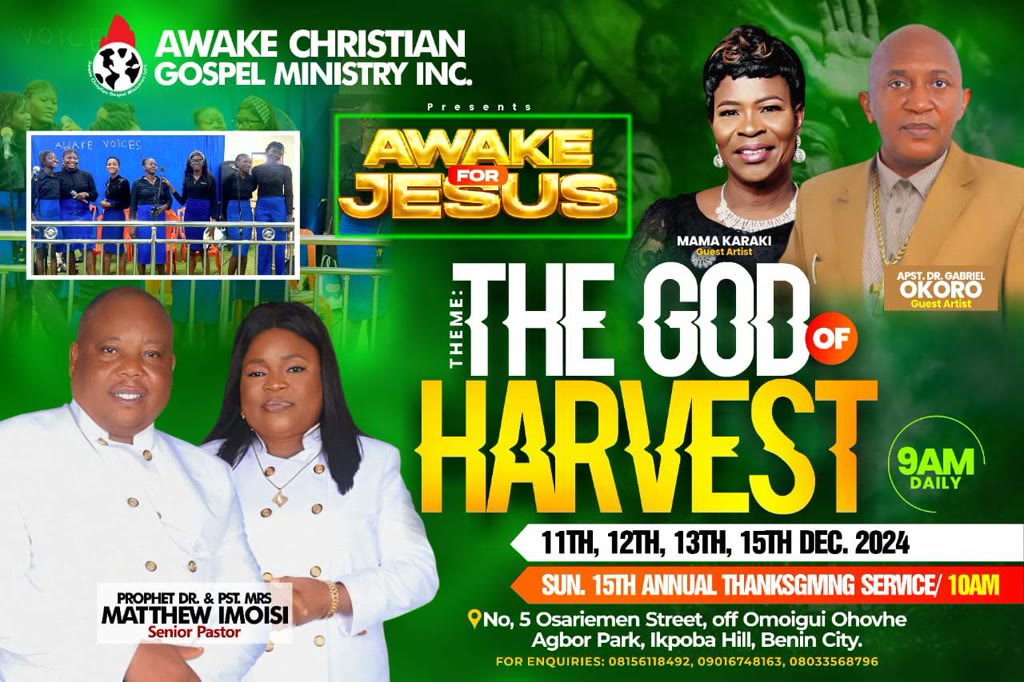 AWAKE CHRISTIAN
GOSPEL MINISTRY INC.
Presents
AWAKE VOICES
AWAKE
FOR
JESUS
MAMA KARAKI
Guest Artist
APST. DR. GABRIEL
OKORO
Guest Artist
THEME:
THE GOD
OF
HARVEST
9AM
DAILY
11TH, 12TH, 13TH, 15TH DEC. 2024
SUN. 15TH ANNUAL THANKSGIVING SERVICE/ 10AM
PROPHET DR. & PST. MRS
MATTHEW IMOISI
Senior Pastor
No, 5 Osariemen Street, off Omoigui Ohovhe
Agbor Park, Ikpoba Hill, Benin City.
FOR ENQUIRIES: 08156118492, 09016748163, 08033568796